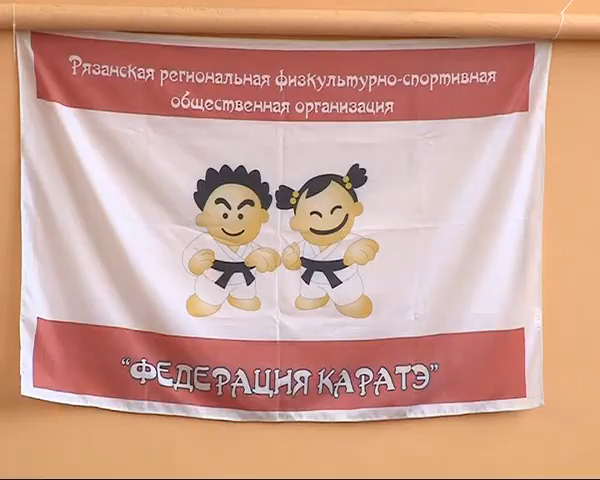 Рязанская региональная физкультурно-спортивная
общественная организация
"ФЕДЕРАЦИЯ КАРАТЭ"